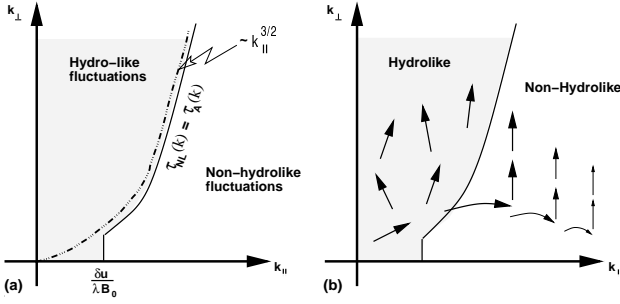 k⊥
~ k||^3/2
Hydro-like
fluctuations
τNL(k) = τA(k)
Non-hydrolike
fluctuations
(a)
δu
λB0
k||
k⊥
Hydrolike
Non-Hydrolike
(b)